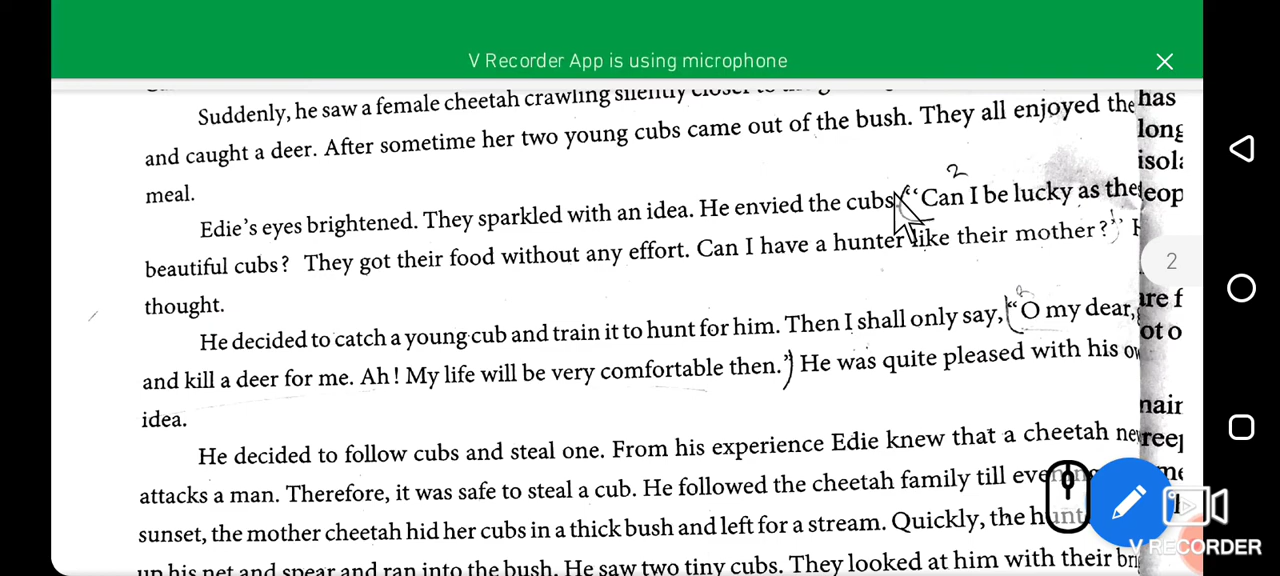 V Recorder App is using microphone
Suddenly, he saw a female cheetah crawling silently closer to
and caught a deer. After sometime her two young cubs came out of the bush. They all enjoyed the
meal.
Edie's eyes brightened. They sparkled with an idea. He envied the cubs. "Can I be lucky as the
beautiful cubs? They got their food without any effort. Can I have a hunter like their mother?" H
thought.
He decided to catch a young cub and train it to hunt for him. Then I shall only say, "O my dear,
and kill a deer for me. Ah! My life will be very comfortable then." He was quite pleased with his
idea.
He decided to follow cubs and steal one. From his experience Edie knew that a cheetah
attacks a man. Therefore, it was safe to steal a cub. He followed the cheetah family till
sunset, the mother cheetah hid her cubs in a thick bush and left for a stream. Quickly, the
up his net and spear and ran into the bush. He saw two tiny cubs. They looked at him with their
has
long
2
2
V RECORDER